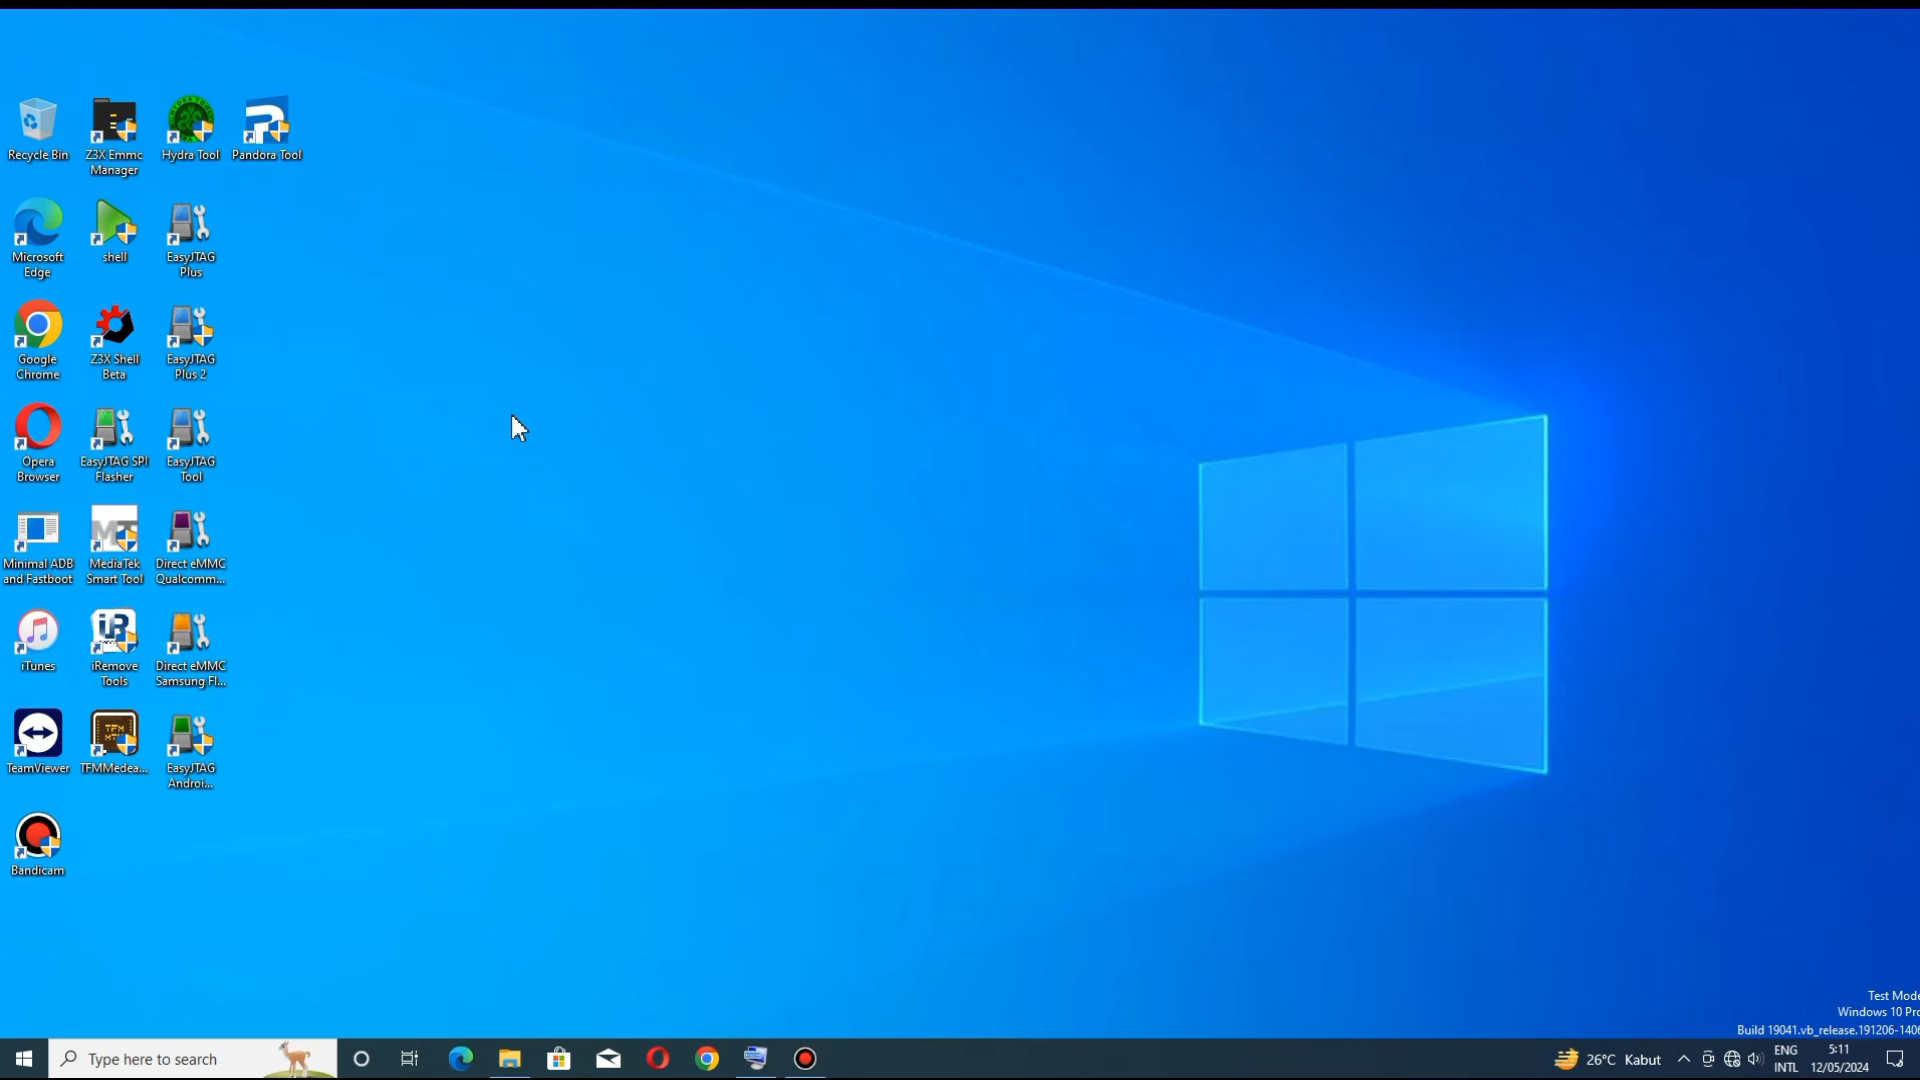 Recycle Bin
Z3X Emmc
Manager
Hydra Tool
Pandora Tool
Microsoft
Edge
shell
EasyJTAG
Plus
Google
Chrome
Z3X Shell
Beta
EasyJTAG
Plus 2
Opera
Browser
EasyJTAG SPI
Flasher
EasyJTAG
Tool
Minimal ADB
and Fastboot
MediaTek
Smart Tool
Direct eMMC
Qualcomm...
iTunes
iRemove
Tools
Direct eMMC
Samsung Fl...
TeamViewer
TFMMedea...
EasyJTAG
Androi...
Bandicam
Test Mode
Windows 10 Pro
Build 19041.vb_release.191206-1406
Type here to search
26°C Kabut
ENG
INTL
5:11
12/05/2024